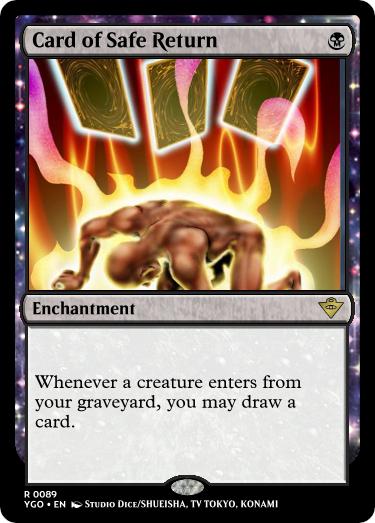 Card of Safe Return
Enchantment
Whenever a creature enters from
your graveyard, you may draw a
card.
R 0089
YGO • EN Studio Dice/SHUEISHA, TV TOKYO, KONAMI